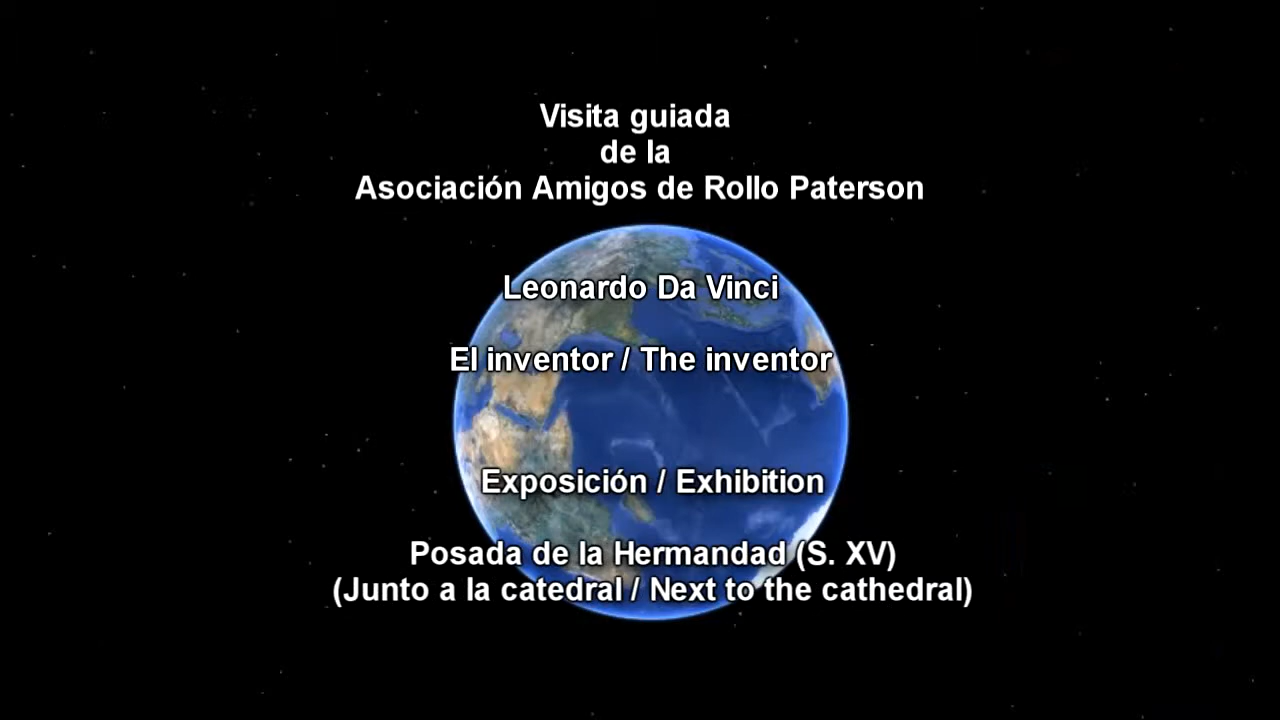 Visita guiada
de la
Asociación Amigos de Rollo Paterson
Leonardo Da Vinci
El inventor / The inventor
Exposición / Exhibition
Posada de la Hermandad (S. XV)
(Junto a la catedral / Next to the cathedral)